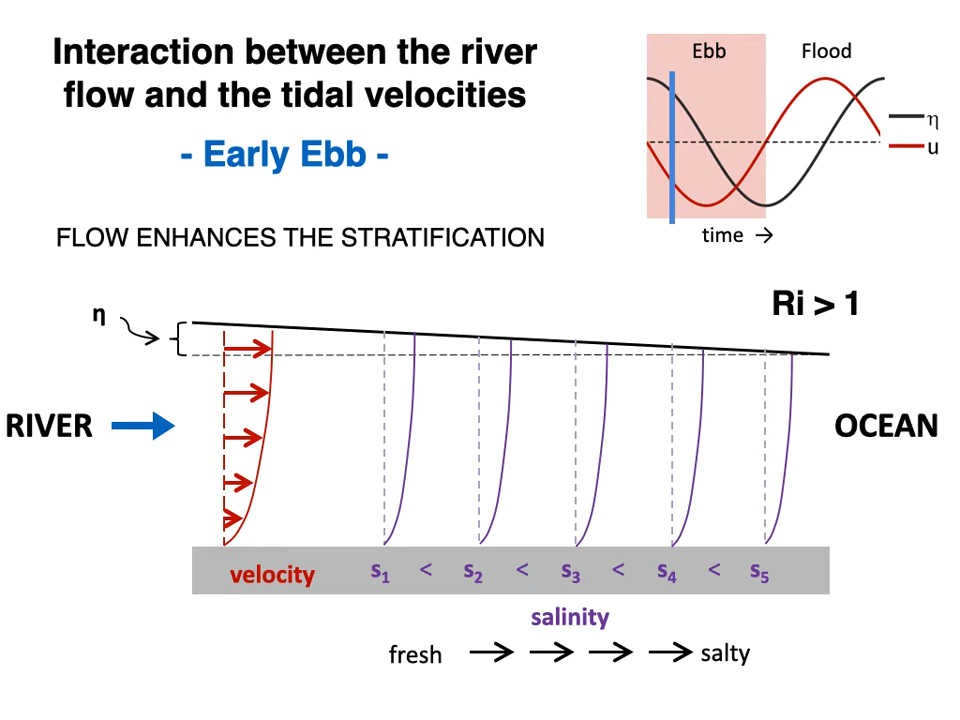 Interaction between the river
flow and the tidal velocities
- Early Ebb -
FLOW ENHANCES THE STRATIFICATION
Ebb Flood
η
u
time →
Ri > 1
η
RIVER
OCEAN
velocity s₁ < s₂ < s₃ < s₄ < s₅
salinity
fresh → → → → salty